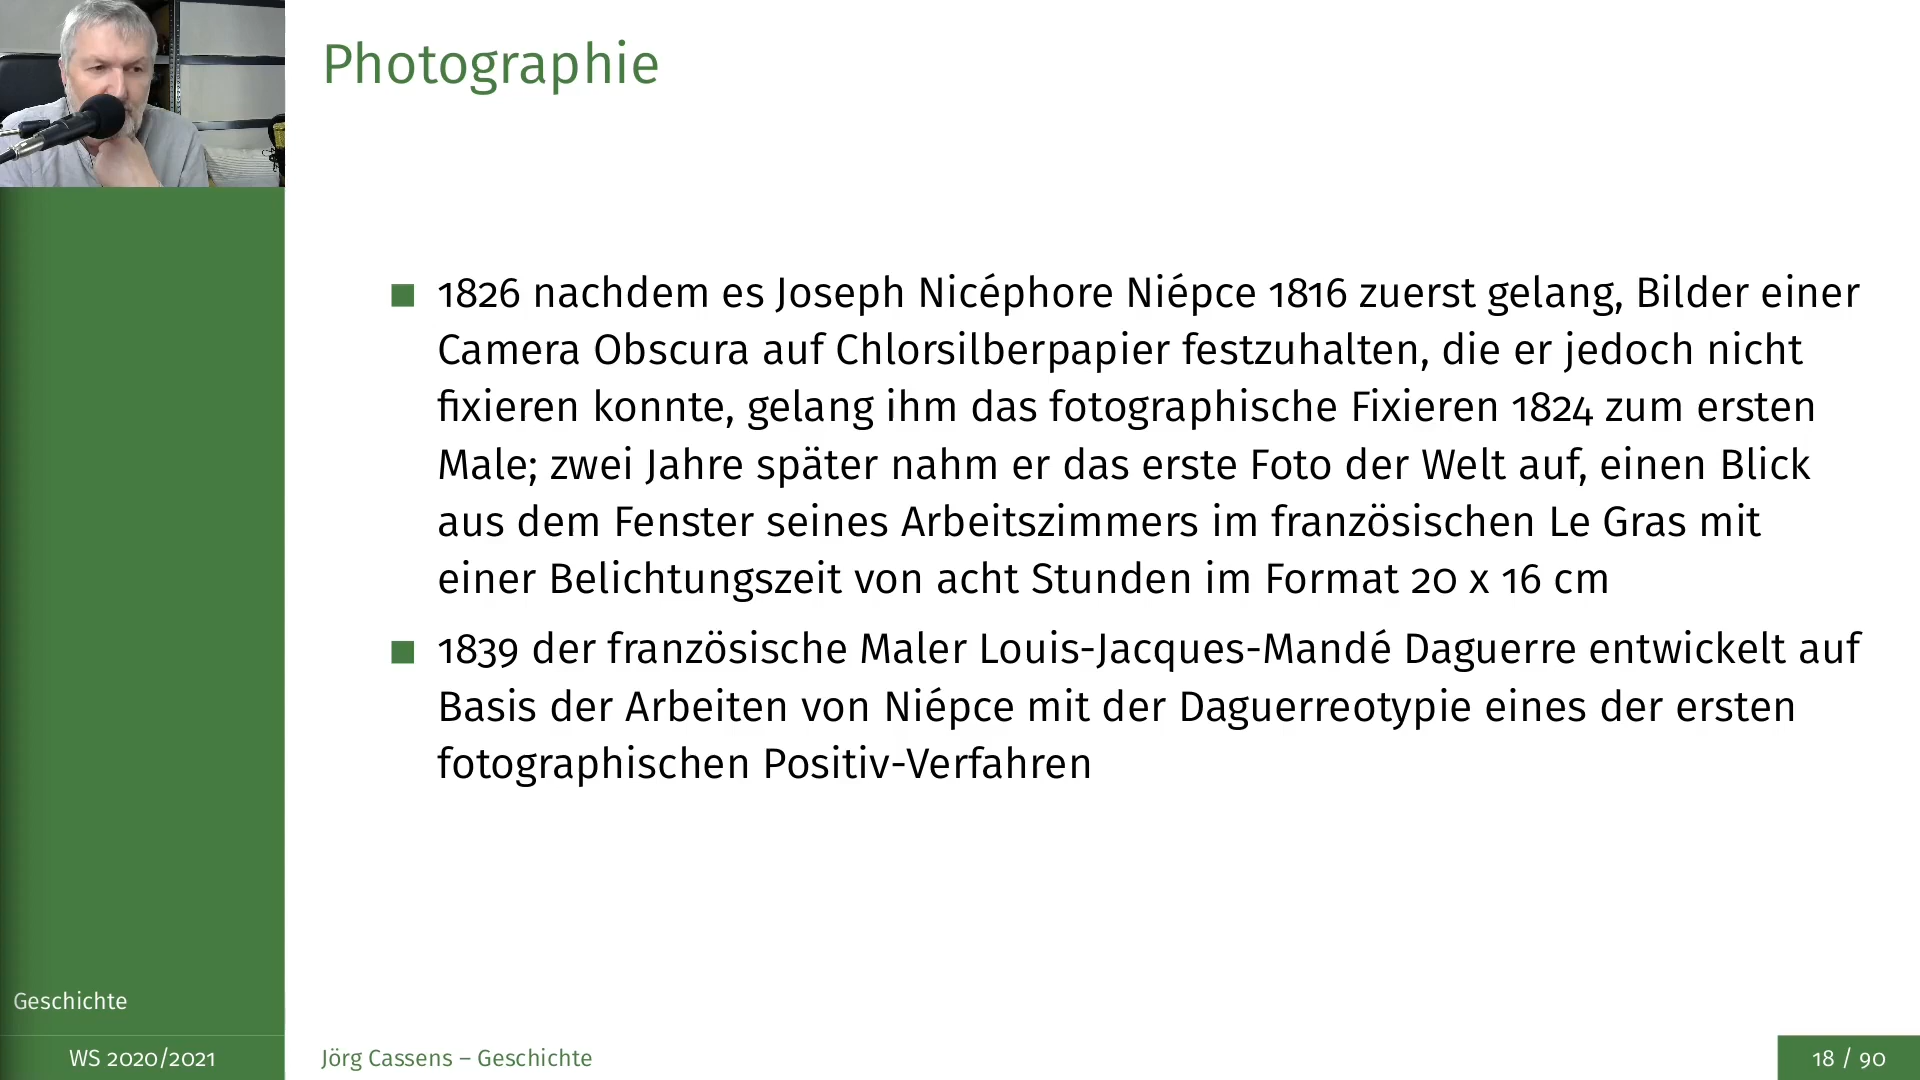 Photographie
1826 nachdem es Joseph Nicéphore Niépce 1816 zuerst gelang, Bilder einer
Camera Obscura auf Chlorsilberpapier festzuhalten, die er jedoch nicht
fixieren konnte, gelang ihm das fotographische Fixieren 1824 zum ersten
Male; zwei Jahre später nahm er das erste Foto der Welt auf, einen Blick
aus dem Fenster seines Arbeitszimmers im französischen Le Gras mit
einer Belichtungszeit von acht Stunden im Format 20 x 16 cm
1839 der französische Maler Louis-Jacques-Mandé Daguerre entwickelt auf
Basis der Arbeiten von Niépce mit der Daguerreotypie eines der ersten
fotographischen Positiv-Verfahren
Geschichte
WS 2020/2021
Jörg Cassens – Geschichte
18 / 90